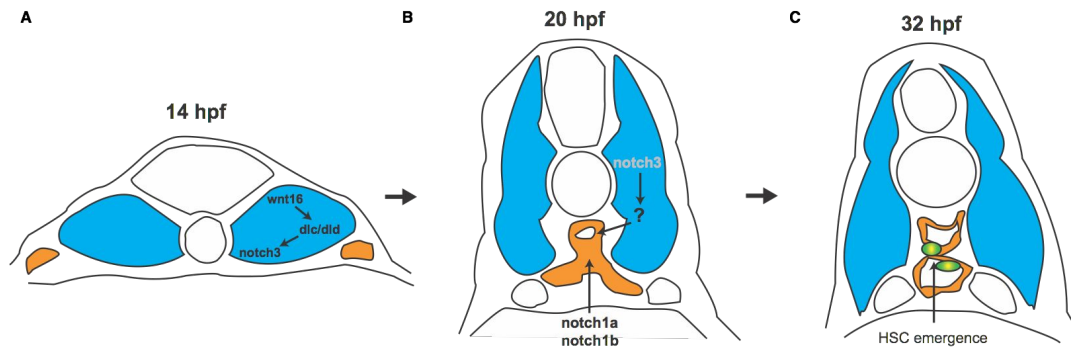 A
B
C
14 hpf
20 hpf
32 hpf
wnt16
dlc/dld
notch3
notch3
?
notch1a
notch1b
HSC emergence